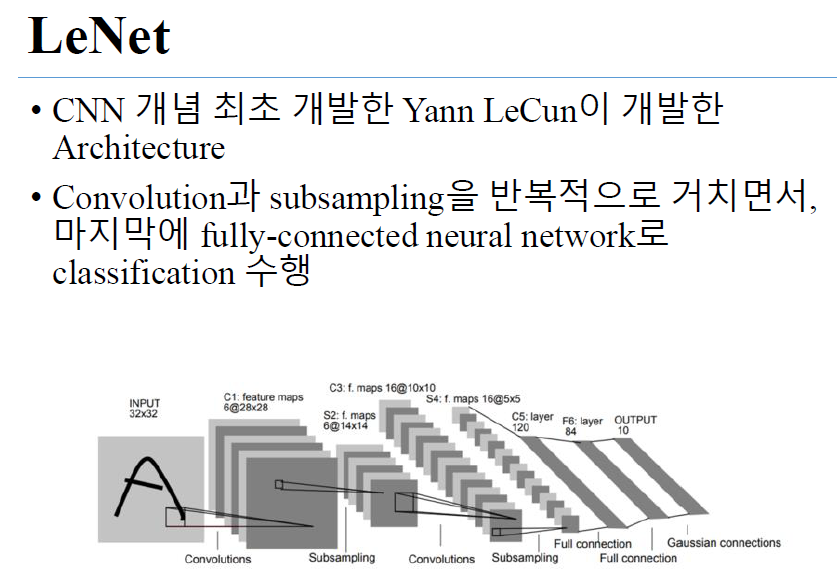 LeNet
• CNN 개념 최초 개발한 Yann LeCun이 개발한
Architecture
• Convolution과 subsampling을 반복적으로 거치면서,
마지막에 fully-connected neural network로
classification 수행
INPUT
32x32
C1: feature maps
6@28x28
S2: f. maps
6@14x14
C3: f. maps 16@10x10
S4: f. maps 16@5x5
C5: layer
120
F6: layer
84
OUTPUT
10
Convolutions
Subsampling
Convolutions
Subsampling
Full connection
Full connection
Gaussian connections